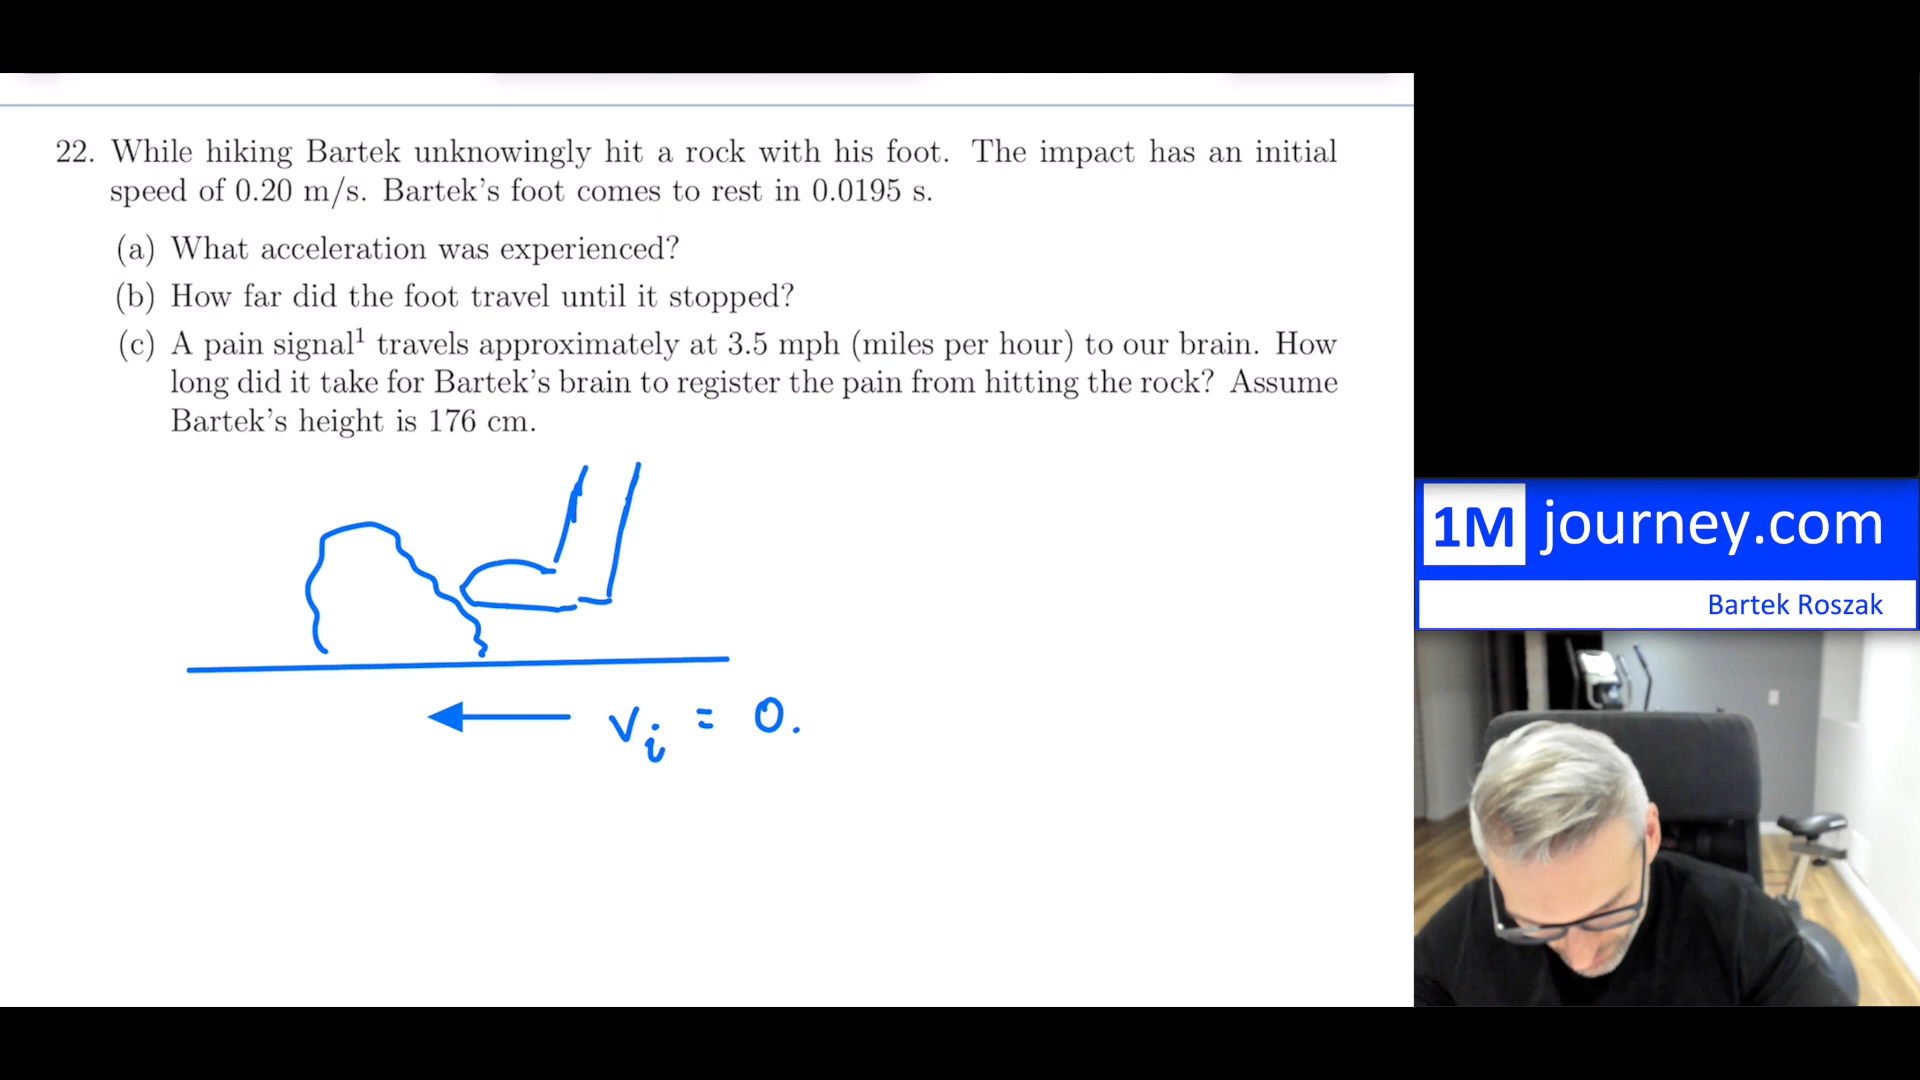 22. While hiking Bartek unknowingly hit a rock with his foot. The impact has an initial
speed of 0.20 m/s. Bartek's foot comes to rest in 0.0195 s.
(a) What acceleration was experienced?
(b) How far did the foot travel until it stopped?
(c) A pain signal¹ travels approximately at 3.5 mph (miles per hour) to our brain. How
long did it take for Bartek's brain to register the pain from hitting the rock? Assume
Bartek's height is 176 cm.
vᵢ = 0.
1M journey.com
Bartek Roszak